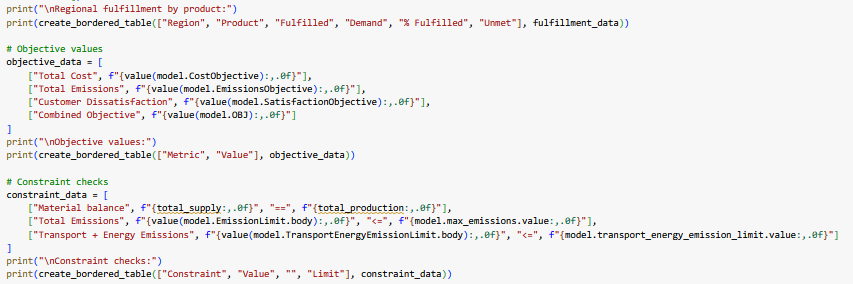 print("\nRegional fulfillment by product:")
print(create_bordered_table(["Region", "Product", "Fulfilled", "Demand", "% Fulfilled", "Unmet"], fulfillment_data))
# Objective values
objective_data = [
["Total Cost", f"{value(model.CostObjective):,.0f}"],
["Total Emissions", f"{value(model.EmissionsObjective):,.0f}"],
["Customer Dissatisfaction", f"{value(model.SatisfactionObjective):,.0f}"],
["Combined Objective", f"{value(model.OBJ):,.0f}"]
]
print("\nObjective values:")
print(create_bordered_table(["Metric", "Value"], objective_data))
# Constraint checks
constraint_data = [
["Material balance", f"{total_supply:,.0f}", "==", f"{total_production:,.0f}"],
["Total Emissions", f"{value(model.EmissionLimit.body):,.0f}", "<=", f"{model.max_emissions.value:,.0f}"],
["Transport + Energy Emissions", f"{value(model.TransportEnergyEmissionLimit.body):,.0f}", "<=", f"{model.transport_energy_emission_limit.value:,.0f}"]
]
print("\nConstraint checks:")
print(create_bordered_table(["Constraint", "Value", "", "Limit"], constraint_data))